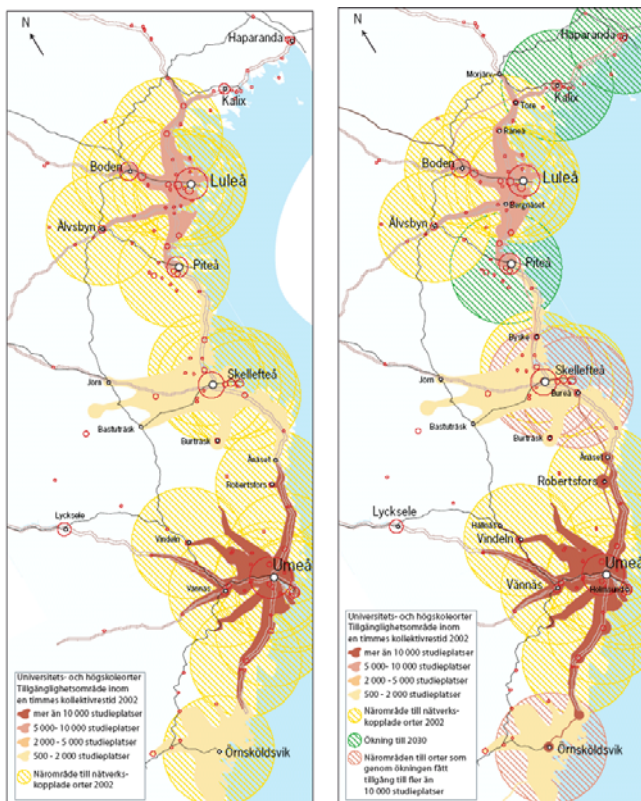 N
Haparanda
Kalix
Boden
Luleå
Älvsbyn
Piteå
Jörn
Skellefteå
Bastuträsk
Burträsk
Ånäset
Robertsfors
Lycksele
Vindeln
Umeå
Vännäs
Örnsköldsvik
Universitets- och högskoleorter
Tillgänglighetsområde inom
en timmes kollektivrestid 2002
mer än 10 000 studieplatser
5 000- 10 000 studieplatser
2 000 - 5 000 studieplatser
500 - 2 000 studieplatser
Närområde till nätverks-
kopplade orter 2002
N
Haparanda
Morjärv
Kalix
Töre
Råneå
Boden
Luleå
Bergnäset
Älvsbyn
Piteå
Byske
Skellefteå
Jörn
Bureå
Bastuträsk
Burträsk
Ånäset
Robertsfors
Lycksele
Hällnäs
Vindeln
Umeå
Vännäs
Holmsund
Örnsköldsvik
Universitets- och högskoleorter
Tillgänglighetsområde inom
en timmes kollektivrestid 2002
mer än 10 000 studieplatser
5 000- 10 000 studieplatser
2 000 - 5 000 studieplatser
500 - 2 000 studieplatser
Närområde till nätverks-
kopplade orter 2002
Ökning till 2030
Närområden till orter som
genom ökningen fått
tillgång till fler än
10 000 studieplatser